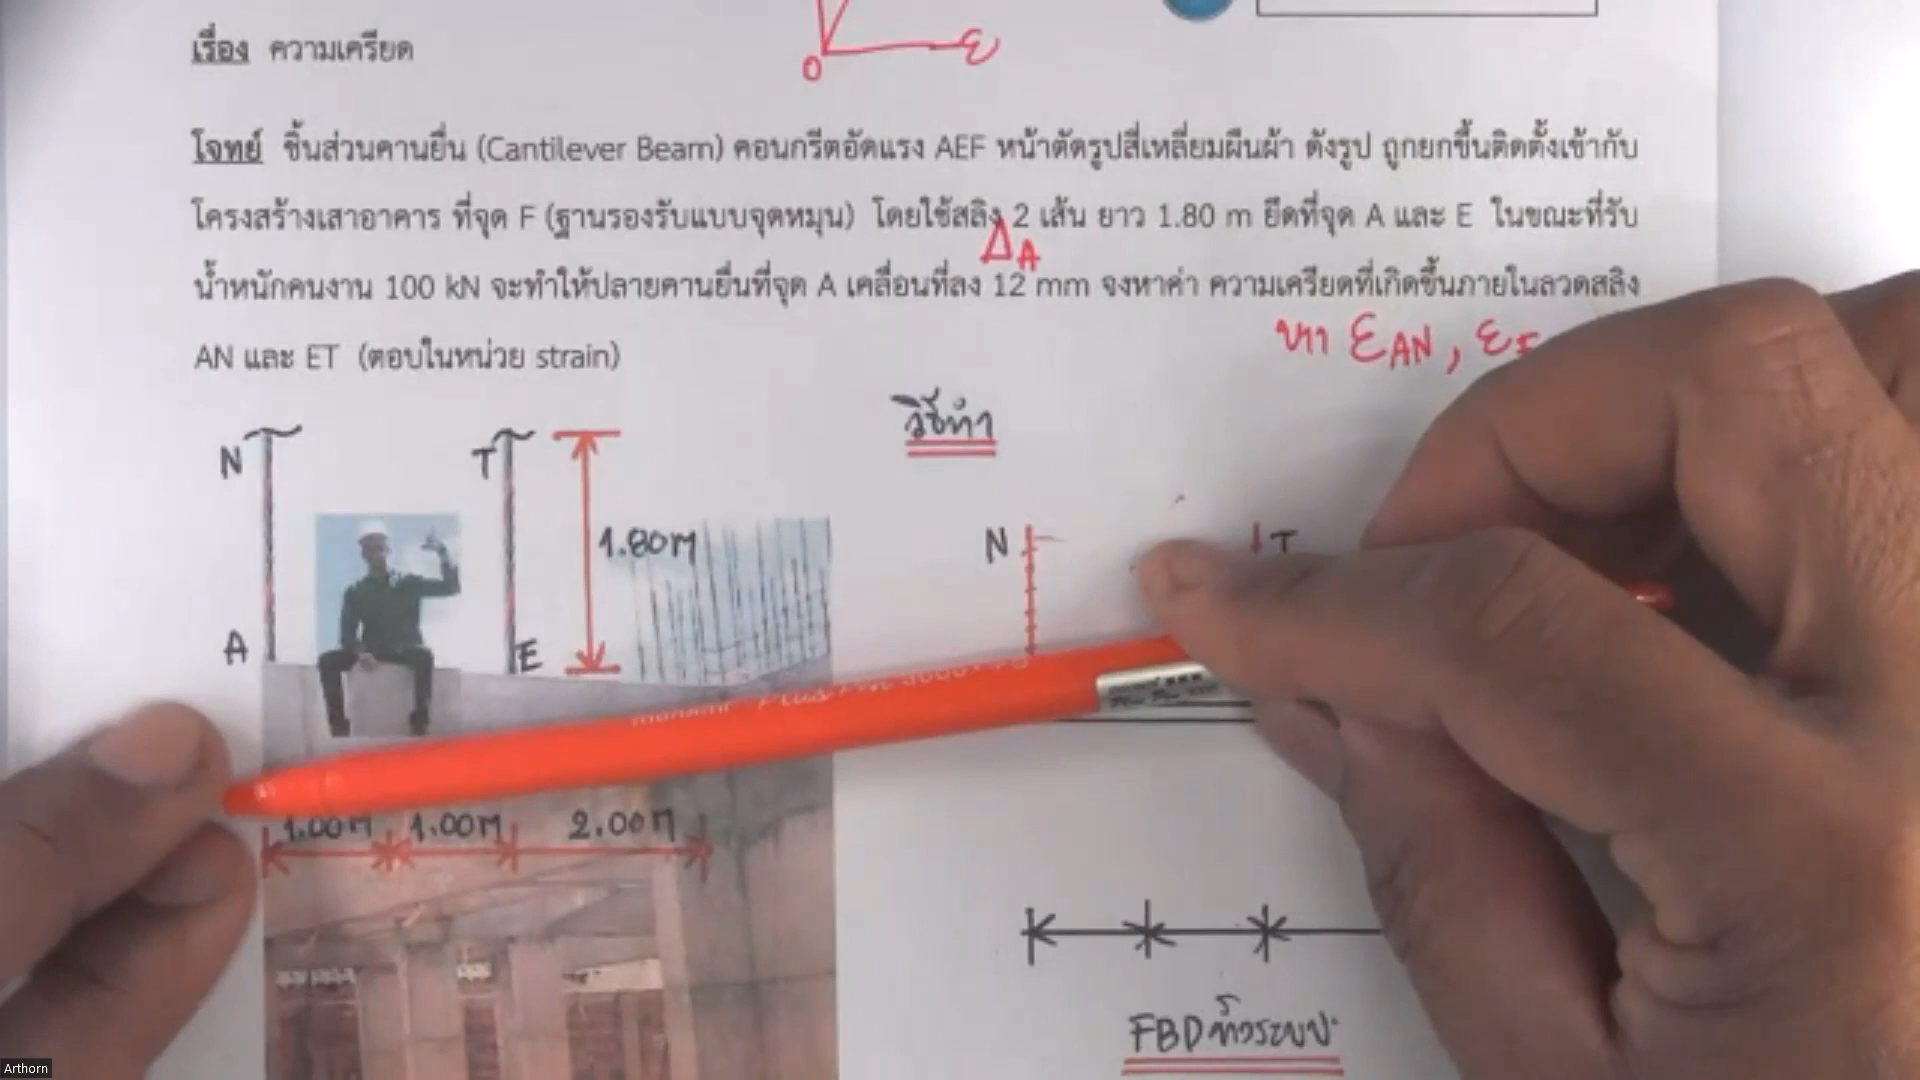 0 ε
เรื่อง ความเครียด
โจทย์ ชิ้นส่วนคานยื่น (Cantilever Beam) คอนกรีตอัดแรง AEF หน้าตัดรูปสี่เหลี่ยมผืนผ้า ดังรูป ถูกยกขึ้นติดตั้งเข้ากับ
โครงสร้างเสาอาคาร ที่จุด F (ฐานรองรับแบบจุดหมุน) โดยใช้สลิง 2 เส้น ยาว 1.80 m ยึดที่จุด A และ E ในขณะที่รับ
ΔA
น้ำหนักคนงาน 100 kN จะทำให้ปลายคานยื่นที่จุด A เคลื่อนที่ลง 12 mm จงหาค่า ความเครียดที่เกิดขึ้นภายในลวดสลิง
หา εAN, εE
AN และ ET (ตอบในหน่วย strain)
วิธีทำ
N T
1.80m
N T
A E
1.00m 1.00m 2.00m
FBD ทั้งระบบ
Arthorn